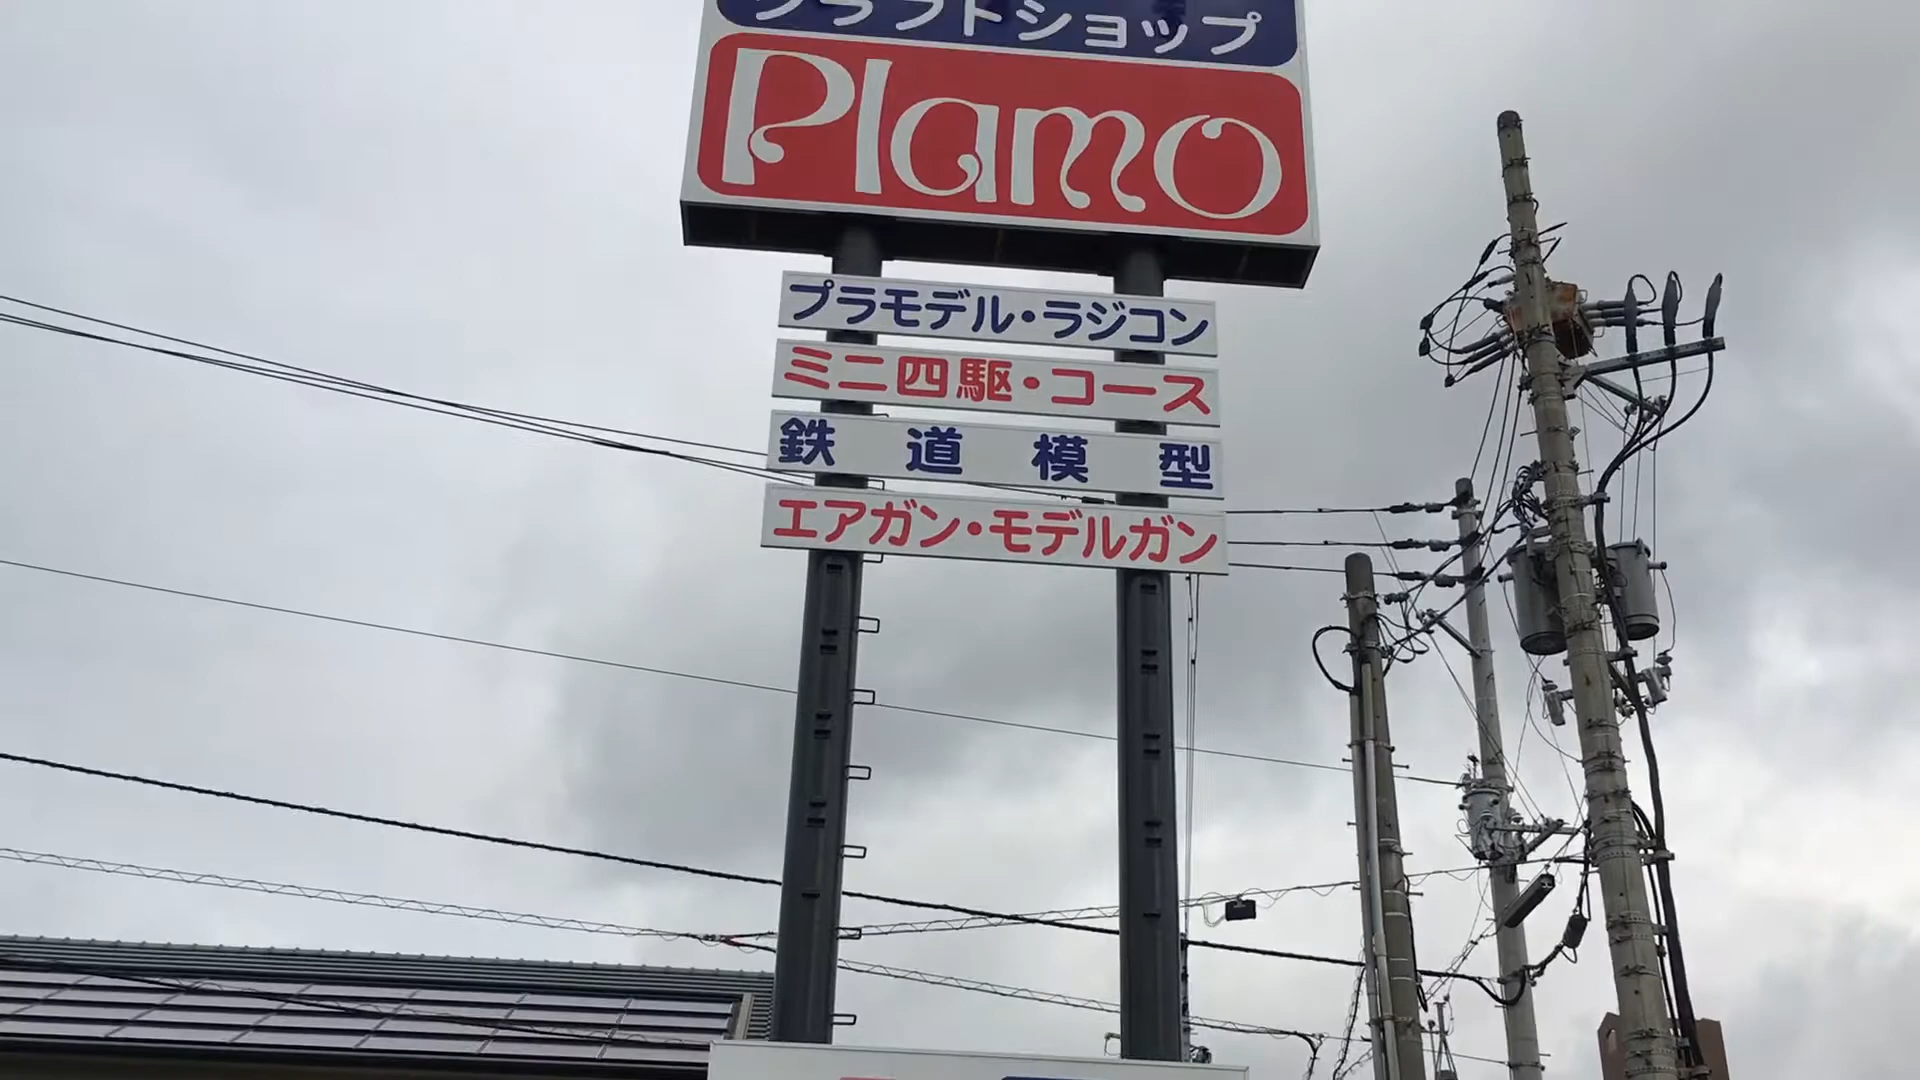 クラフトショップ
Plamo
プラモデル・ラジコン
ミニ四駆・コース
鉄道模型
エアガン・モデルガン